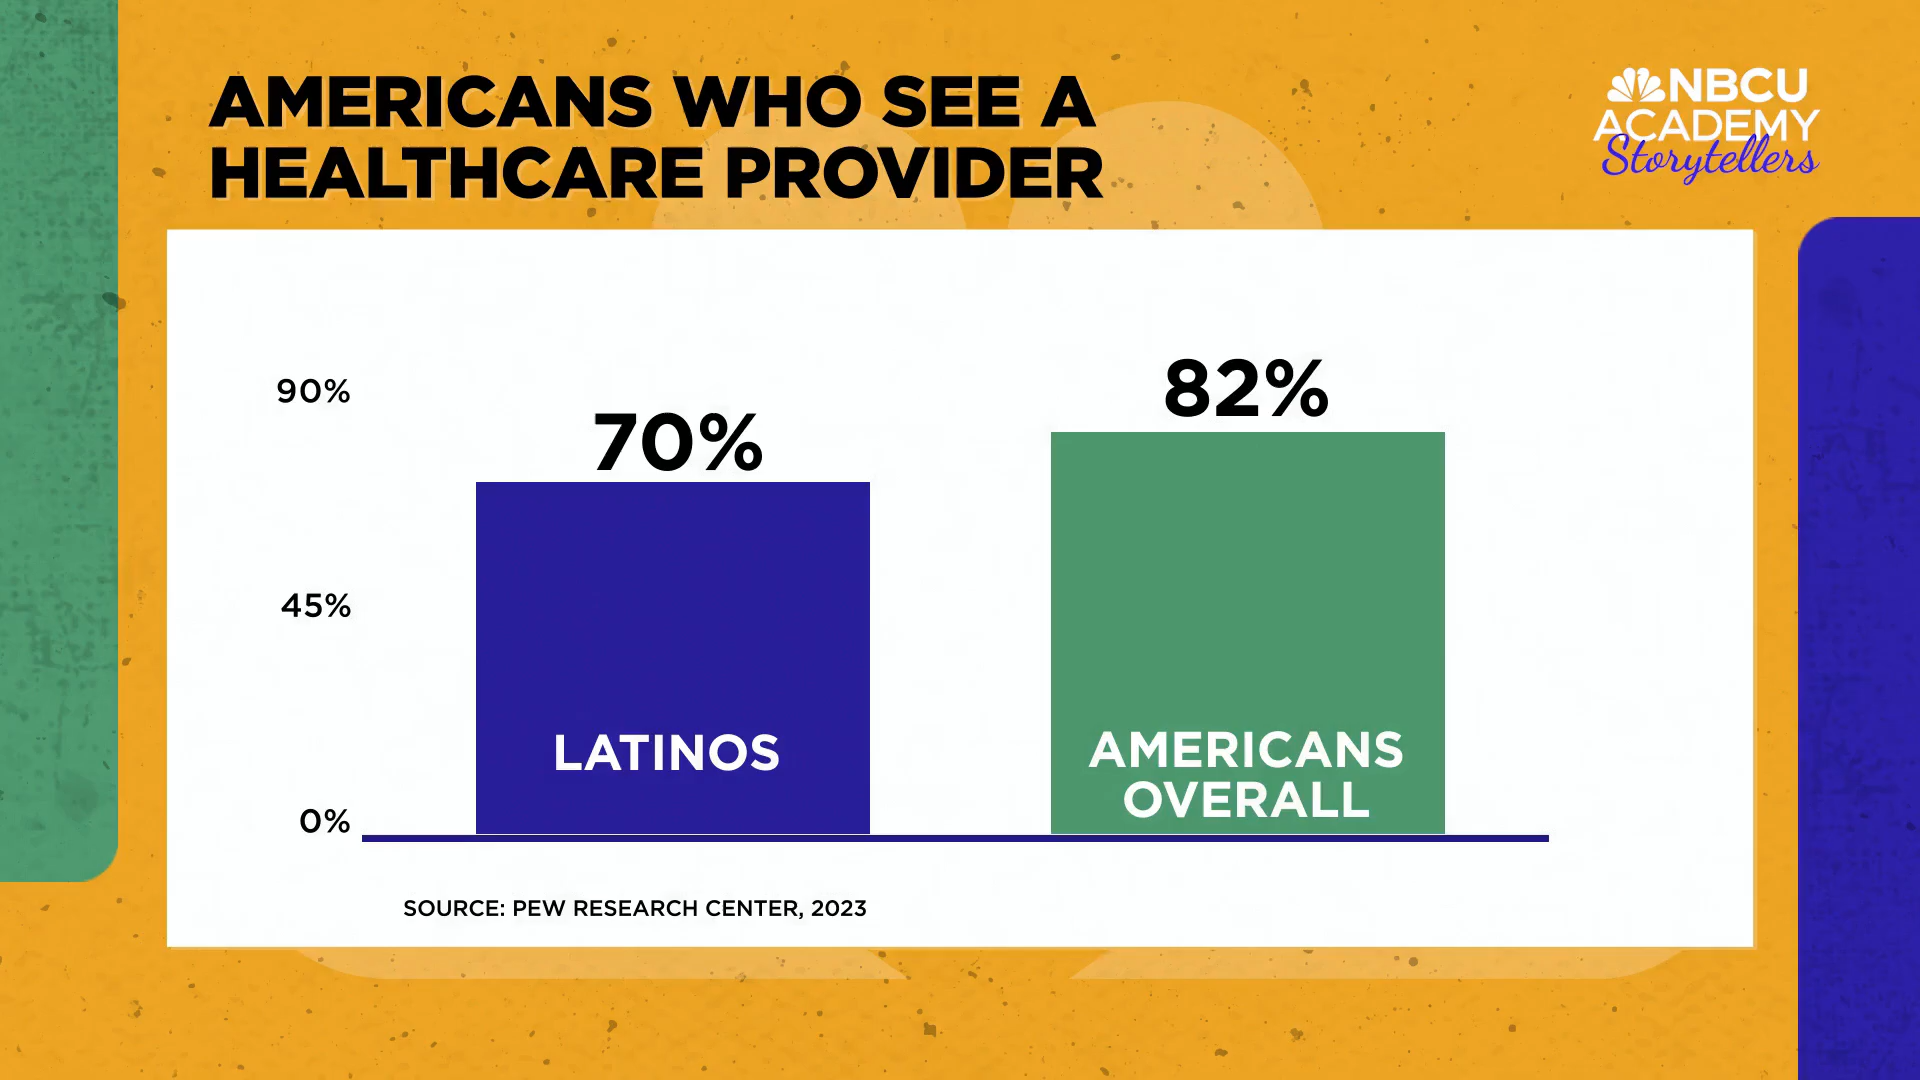 AMERICANS WHO SEE A
HEALTHCARE PROVIDER
NBCU
ACADEMY
Storytellers
90%
45%
0%
70%
82%
LATINOS
AMERICANS
OVERALL
SOURCE: PEW RESEARCH CENTER, 2023